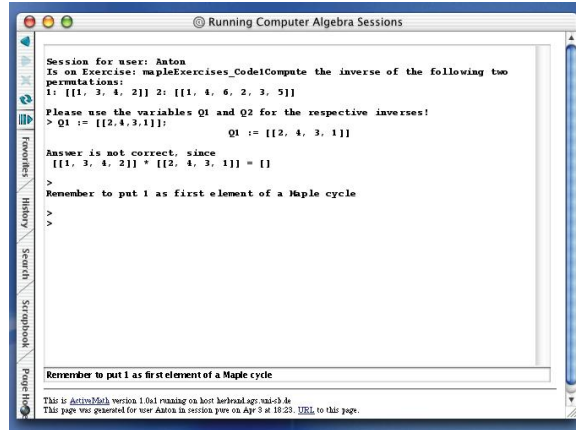 @ Running Computer Algebra Sessions
Session for user: Anton
Is on Exercise: mapleExercises_Code1Compute the inverse of the following two
permutations:
1: [[1, 3, 4, 2]] 2: [[1, 4, 6, 2, 3, 5]]
Please use the variables Q1 and Q2 for the respective inverses!
> Q1 := [[2,4,3,1]];
Q1 := [[2, 4, 3, 1]]
Answer is not correct, since
[[1, 3, 4, 2]] * [[2, 4, 3, 1]] = []
>
Remember to put 1 as first element of a Maple cycle
>
>
Favorites
History
Search
Scrapbook
Page Ho
Remember to put 1 as first element of a Maple cycle
This is ActiveMath version 1.0a1 running on host herbrand.ags.uni-sb.de
This page was generated for user Anton in session pwe on Apr 3 at 18:23. URL to this page.